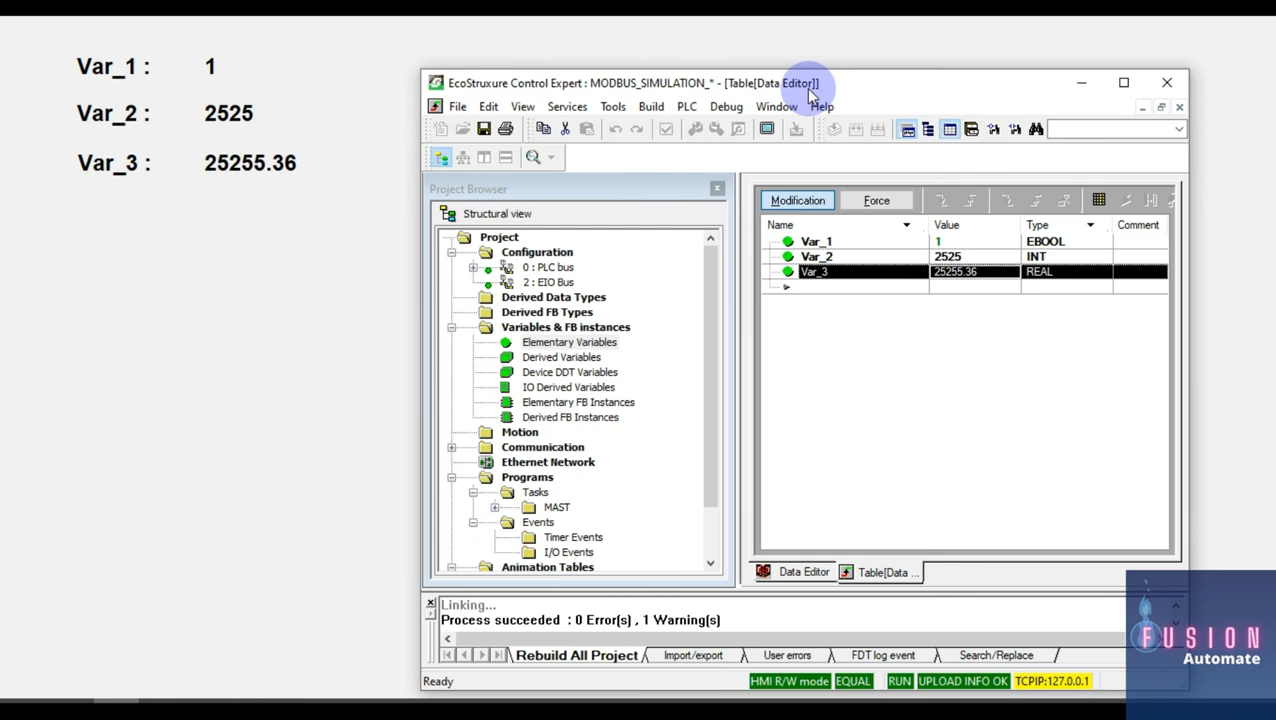 Var_1 : 1
Var_2 : 2525
Var_3 : 25255.36
EcoStruxure Control Expert : MODBUS_SIMULATION_* - [Table[Data Editor]]
File Edit View Services Tools Build PLC Debug Window Help
Project Browser
Structural view
Project
Configuration
0 : PLC bus
2 : EIO Bus
Derived Data Types
Derived FB Types
Variables & FB instances
Elementary Variables
Derived Variables
Device DDT Variables
IO Derived Variables
Elementary FB Instances
Derived FB Instances
Motion
Communication
Ethernet Network
Programs
Tasks
MAST
Events
Timer Events
I/O Events
Animation Tables
Modification Force
Name Value Type Comment
Var_1 1 EBOOL
Var_2 2525 INT
Var_3 25255.36 REAL
Data Editor Table[Data ...
Linking...
Process succeeded : 0 Error(s) , 1 Warning(s)
Rebuild All Project Import/export User errors FDT log event Search/Replace
Ready HMI R/W mode EQUAL RUN UPLOAD INFO OK TCPIP:127.0.0.1
FUSION
Automate